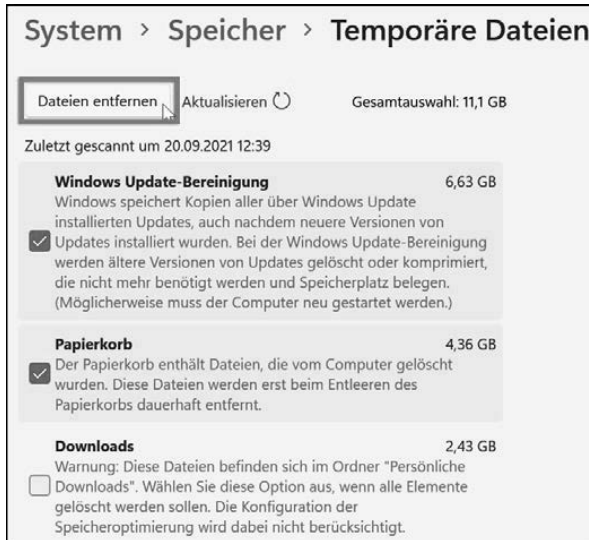 System > Speicher > Temporäre Dateien
Dateien entfernen Aktualisieren Gesamtauswahl: 11,1 GB
Zuletzt gescannt um 20.09.2021 12:39
Windows Update-Bereinigung 6,63 GB
Windows speichert Kopien aller über Windows Update
installierten Updates, auch nachdem neuere Versionen von
Updates installiert wurden. Bei der Windows Update-Bereinigung
werden ältere Versionen von Updates gelöscht oder komprimiert,
die nicht mehr benötigt werden und Speicherplatz belegen.
(Möglicherweise muss der Computer neu gestartet werden.)
Papierkorb 4,36 GB
Der Papierkorb enthält Dateien, die vom Computer gelöscht
wurden. Diese Dateien werden erst beim Entleeren des
Papierkorbs dauerhaft entfernt.
Downloads 2,43 GB
Warnung: Diese Dateien befinden sich im Ordner "Persönliche
Downloads". Wählen Sie diese Option aus, wenn alle Elemente
gelöscht werden sollen. Die Konfiguration der
Speicheroptimierung wird dabei nicht berücksichtigt.